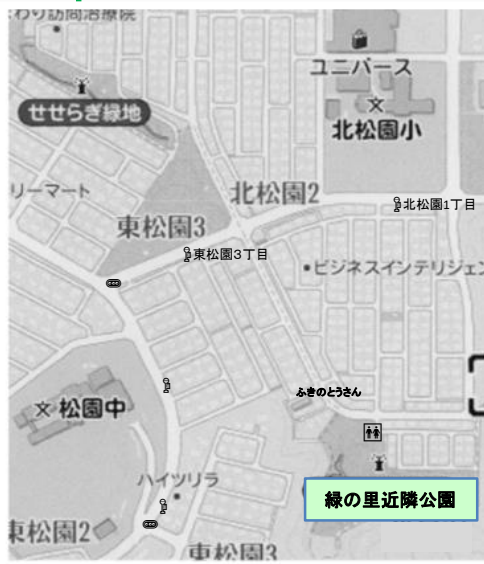 わり訪問治療院
ユニバース
せせらぎ緑地
文
北松園小
リーマート
北松園2
北松園1丁目
東松園3
東松園3丁目
ビジネスインテリジェン
ふきのとうさん
文松園中
ハイツリラ
緑の里近隣公園
東松園2
東松園3